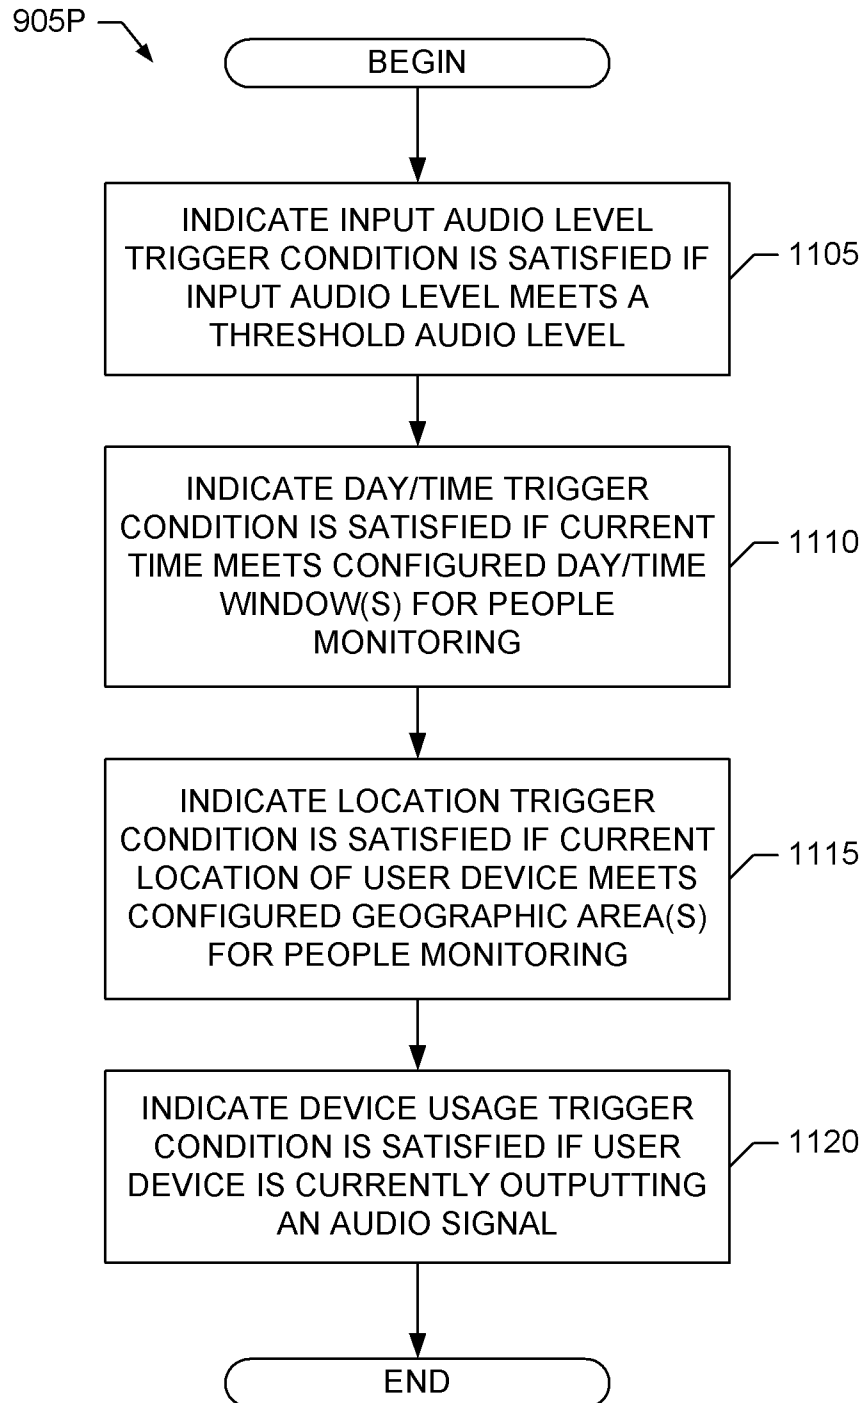 905P
BEGIN
INDICATE INPUT AUDIO LEVEL
TRIGGER CONDITION IS SATISFIED IF
INPUT AUDIO LEVEL MEETS A
THRESHOLD AUDIO LEVEL
1105
INDICATE DAY/TIME TRIGGER
CONDITION IS SATISFIED IF CURRENT
TIME MEETS CONFIGURED DAY/TIME
WINDOW(S) FOR PEOPLE
MONITORING
1110
INDICATE LOCATION TRIGGER
CONDITION IS SATISFIED IF CURRENT
LOCATION OF USER DEVICE MEETS
CONFIGURED GEOGRAPHIC AREA(S)
FOR PEOPLE MONITORING
1115
INDICATE DEVICE USAGE TRIGGER
CONDITION IS SATISFIED IF USER
DEVICE IS CURRENTLY OUTPUTTING
AN AUDIO SIGNAL
1120
END